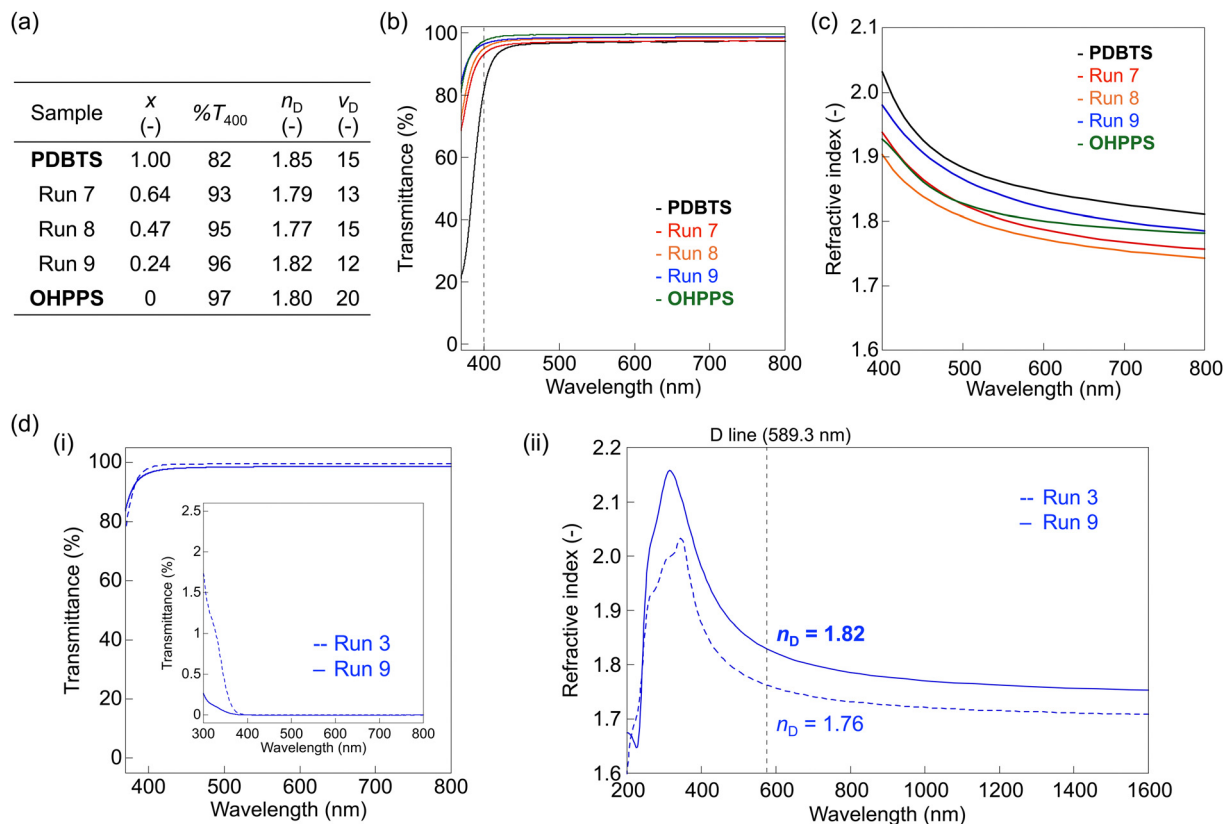 (a)
Sample x (-) %T400 nD (-) vD (-)
PDBTS 1.00 82 1.85 15
Run 7 0.64 93 1.79 13
Run 8 0.47 95 1.77 15
Run 9 0.24 96 1.82 12
OHPPS 0 97 1.80 20
(b)
Transmittance (%)
100
80
60
40
20
0
- PDBTS
- Run 7
- Run 8
- Run 9
- OHPPS
400 500 600 700 800
Wavelength (nm)
(c)
Refractive index (-)
2.1
2.0
1.9
1.8
1.7
1.6
- PDBTS
- Run 7
- Run 8
- Run 9
- OHPPS
400 500 600 700 800
Wavelength (nm)
(d)
(i)
Transmittance (%)
100
80
60
40
20
0
Transmittance (%)
2.5
2
1.5
1
0.5
0
-- Run 3
- Run 9
300 400 500 600 700 800
Wavelength (nm)
400 500 600 700 800
Wavelength (nm)
(ii)
D line (589.3 nm)
Refractive index (-)
2.2
2.1
2.0
1.9
1.8
1.7
1.6
-- Run 3
- Run 9
nD = 1.82
nD = 1.76
200 400 600 800 1000 1200 1400 1600
Wavelength (nm)